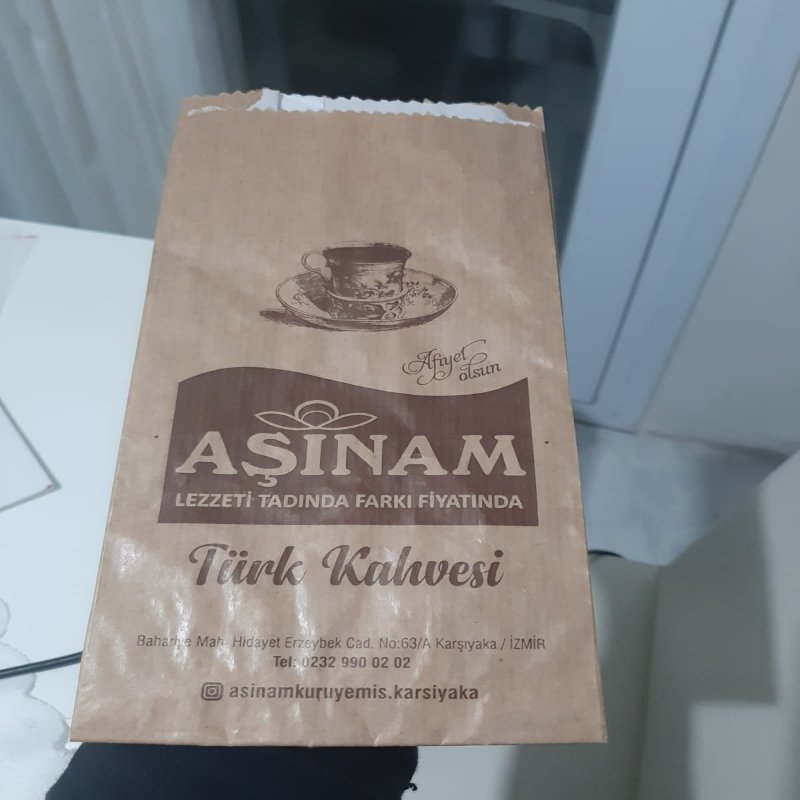 Afiyet
olsun
AŞINAM
LEZZETİ TADINDA FARKI FİYATINDA
Türk Kahvesi
Bahariye Mah. Hidayet Erzeybek Cad. No:63/A Karşıyaka / İZMİR
Tel: 0232 990 02 02
asinamkuruyemis.karsiyaka